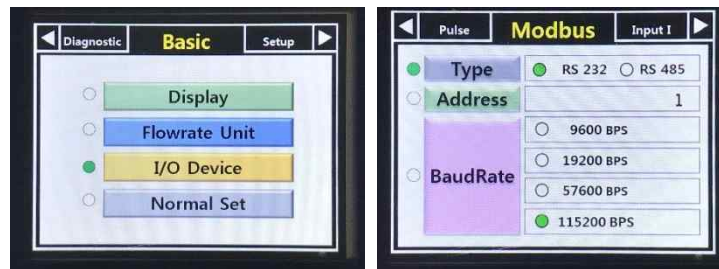 Diagnostic Basic Setup
Display
Flowrate Unit
I/O Device
Normal Set
Pulse Modbus Input I
Type RS 232 RS 485
Address 1
BaudRate
9600 BPS
19200 BPS
57600 BPS
115200 BPS